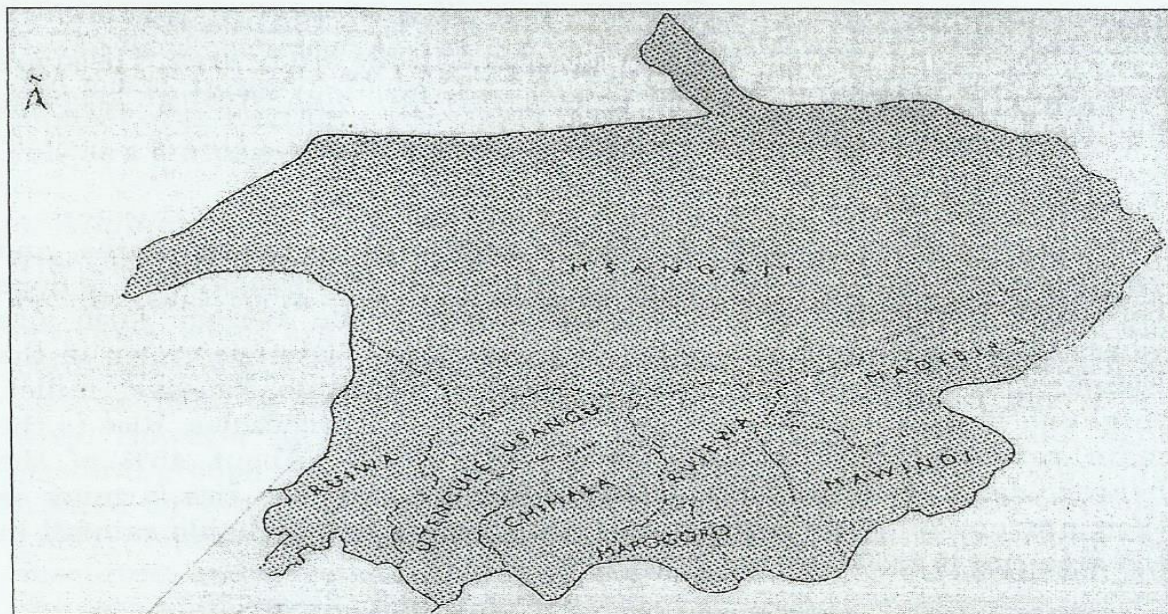 N
MSANGAJI
MADIBIRA
RUIWA
UTENGULE-USANGU
CHIMALA
RUJEWA
MAWINDI
MAPOGORO